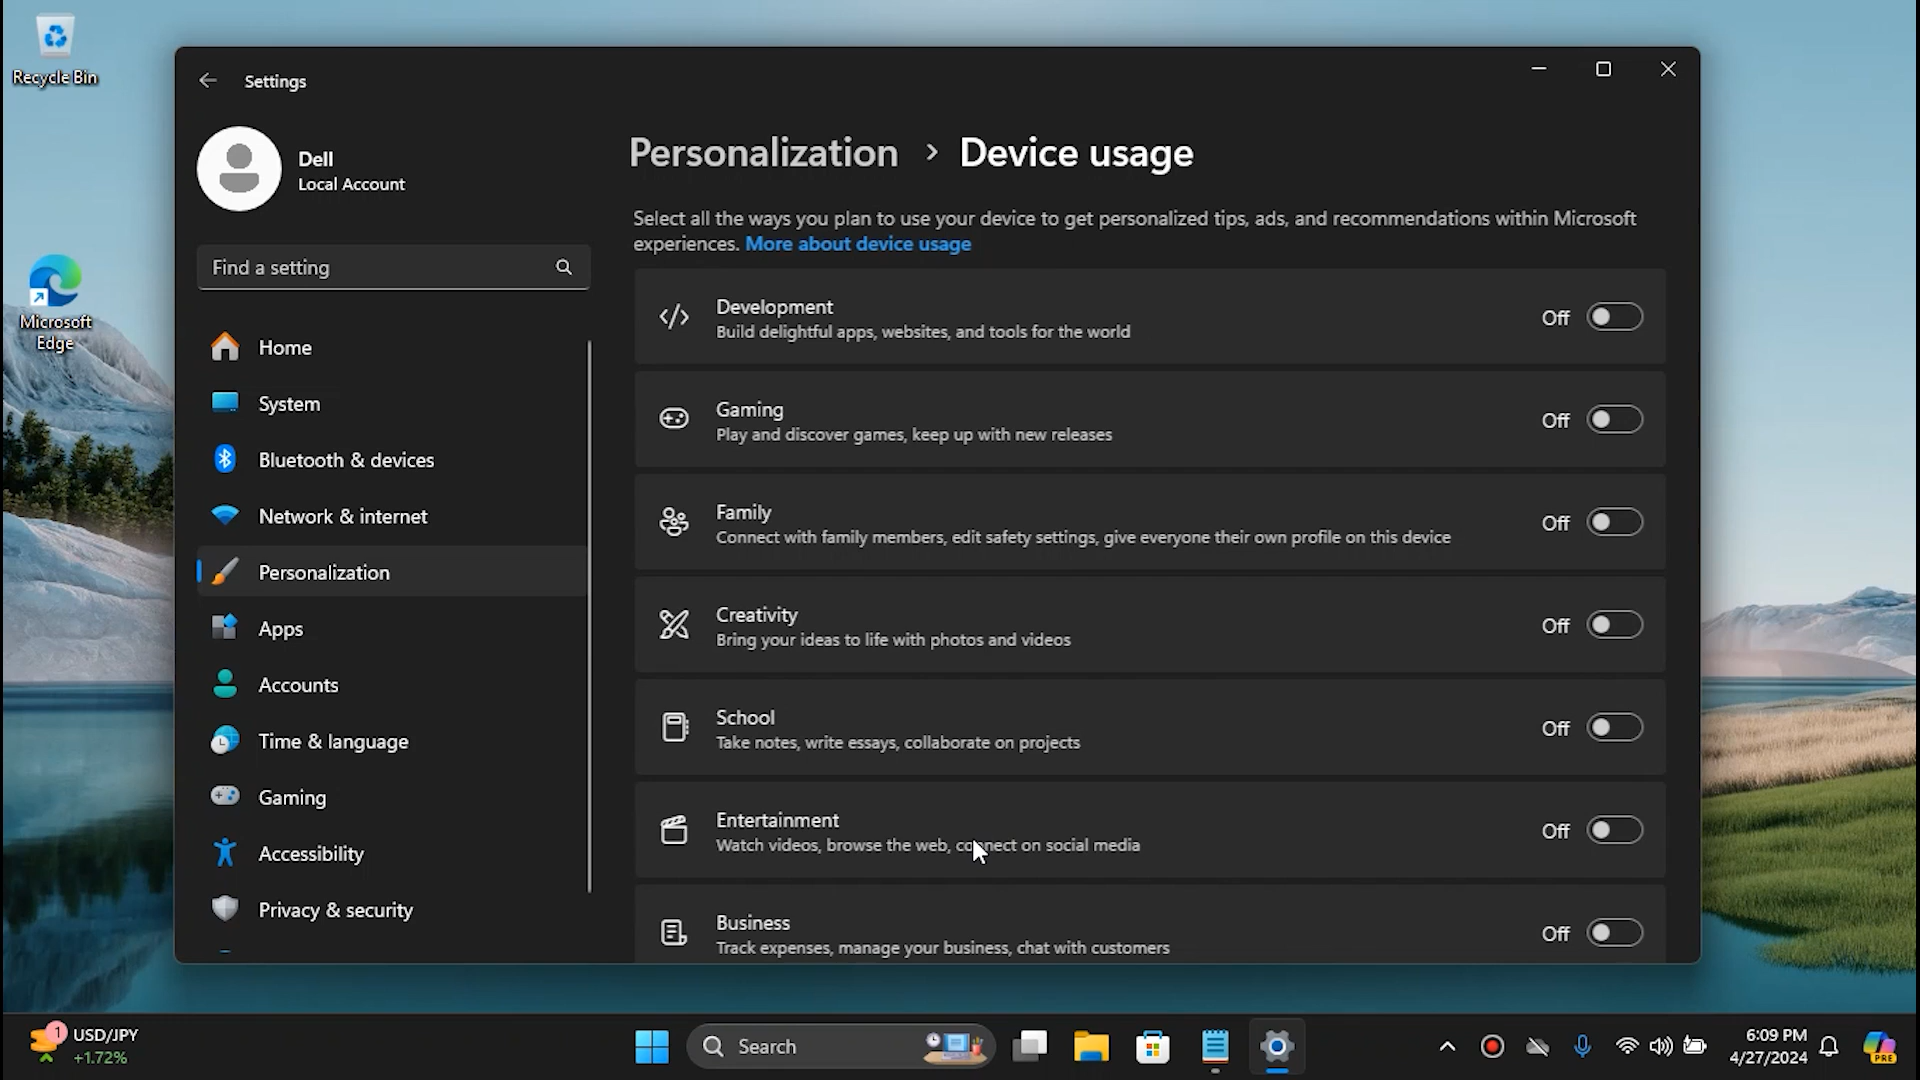 Recycle Bin
Microsoft
Edge
Settings
Dell
Local Account
Find a setting
Home
System
Bluetooth & devices
Network & internet
Personalization
Apps
Accounts
Time & language
Gaming
Accessibility
Privacy & security
Personalization > Device usage
Select all the ways you plan to use your device to get personalized tips, ads, and recommendations within Microsoft
experiences. More about device usage
Development
Build delightful apps, websites, and tools for the world
Off
Gaming
Play and discover games, keep up with new releases
Off
Family
Connect with family members, edit safety settings, give everyone their own profile on this device
Off
Creativity
Bring your ideas to life with photos and videos
Off
School
Take notes, write essays, collaborate on projects
Off
Entertainment
Watch videos, browse the web, connect on social media
Off
Business
Track expenses, manage your business, chat with customers
Off
1
USD/JPY
+1.72%
Search
6:09 PM
4/27/2024
PRE